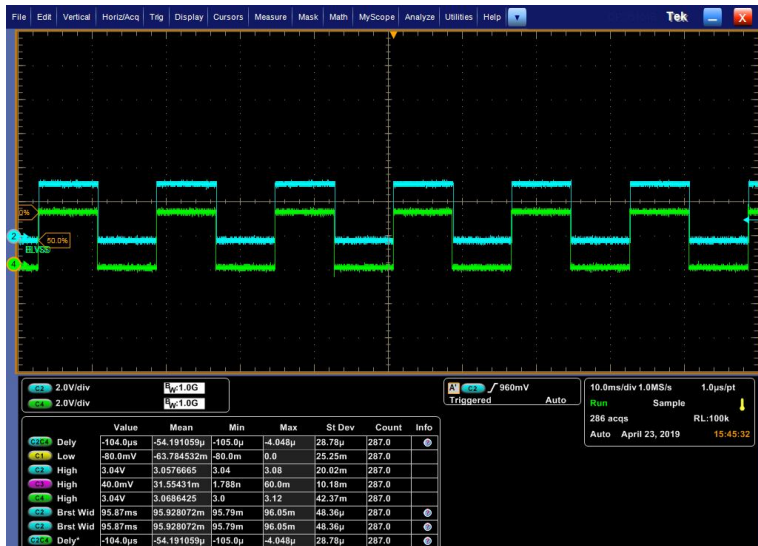 File Edit Vertical Horiz/Acq Trig Display Cursors Measure Mask Math MyScope Analyze Utilities Help Tek X
0%
2 50.0%
ELVSS
4
C2 2.0V/div BW:1.0G
C4 2.0V/div BW:1.0G
A' C2 960mV
Triggered Auto
10.0ms/div 1.0MS/s 1.0µs/pt
Run Sample
286 acqs RL:100k
Auto April 23, 2019 15:45:32
Value Mean Min Max St Dev Count Info
C2C4 Dely -104.0µs -54.191059µ -105.0µ -4.048µ 28.78µ 287.0
C1 Low -80.0mV -63.784532m -80.0m 0.0 25.25m 287.0
C2 High 3.04V 3.0576665 3.04 3.08 20.02m 287.0
C3 High 40.0mV 31.55431m 1.788n 60.0m 10.18m 287.0
C4 High 3.04V 3.0686425 3.0 3.12 42.37m 287.0
C2 Brst Wid 95.87ms 95.928072m 95.79m 96.05m 48.36µ 287.0
C2 Brst Wid 95.87ms 95.928072m 95.79m 96.05m 48.36µ 287.0
C2C4 Dely* -104.0µs -54.191059µ -105.0µ -4.048µ 28.78µ 287.0